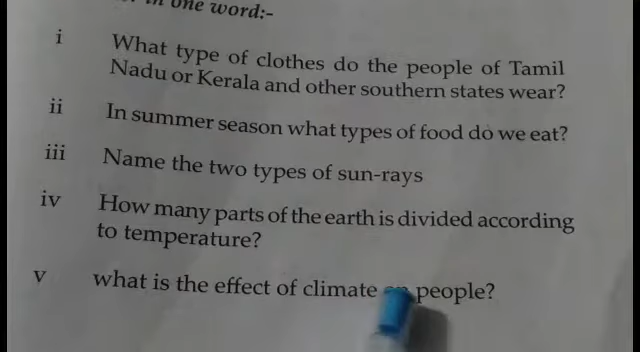 in one word:-
i What type of clothes do the people of Tamil
Nadu or Kerala and other southern states wear?
ii In summer season what types of food do we eat?
iii Name the two types of sun-rays
iv How many parts of the earth is divided according
to temperature?
v what is the effect of climate people?